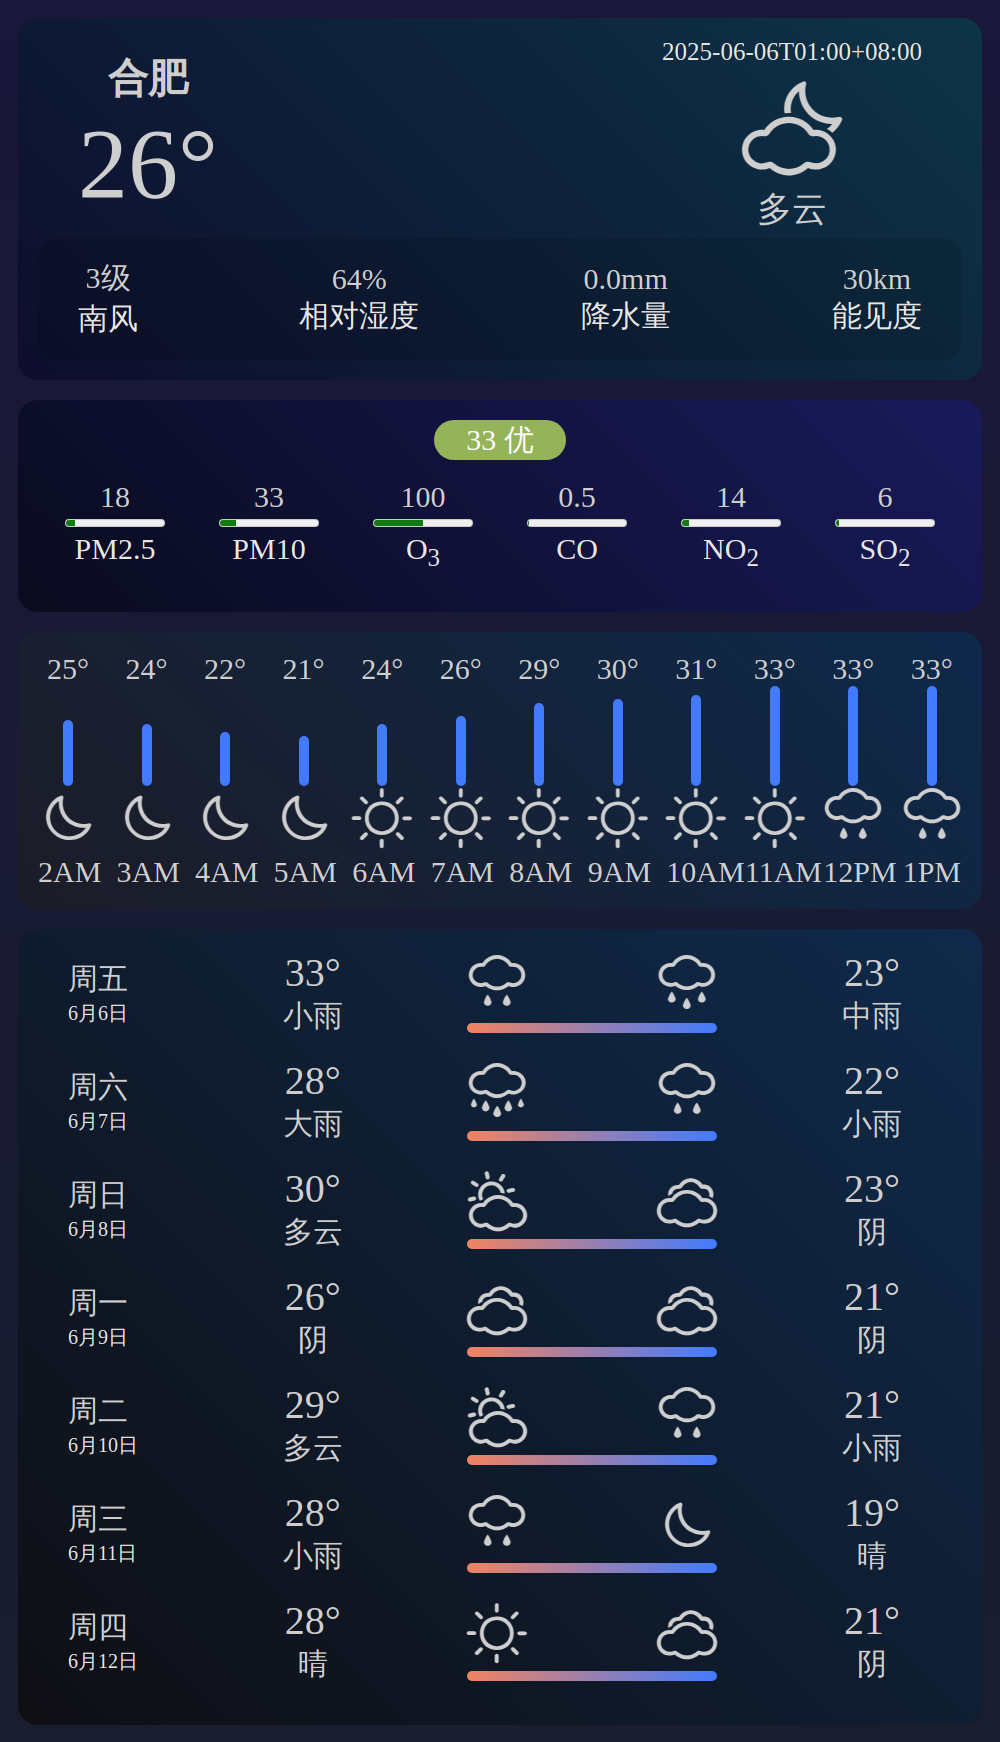 合肥
26°
2025-06-06T01:00+08:00
多云
3级 64% 0.0mm 30km
南风 相对湿度 降水量 能见度
33 优
18 33 100 0.5 14 6
PM2.5 PM10 O3 CO NO2 SO2
25° 24° 22° 21° 24° 26° 29° 30° 31° 33° 33° 33°
2AM 3AM 4AM 5AM 6AM 7AM 8AM 9AM 10AM 11AM 12PM 1PM
周五 33° 23°
6月6日 小雨 中雨
周六 28° 22°
6月7日 大雨 小雨
周日 30° 23°
6月8日 多云 阴
周一 26° 21°
6月9日 阴 阴
周二 29° 21°
6月10日 多云 小雨
周三 28° 19°
6月11日 小雨 晴
周四 28° 21°
6月12日 晴 阴